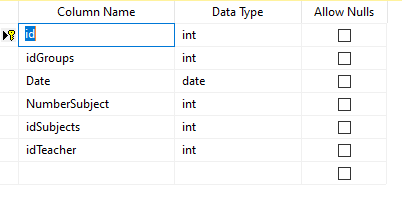 Column Name Data Type Allow Nulls
id int
idGroups int
Date date
NumberSubject int
idSubjects int
idTeacher int